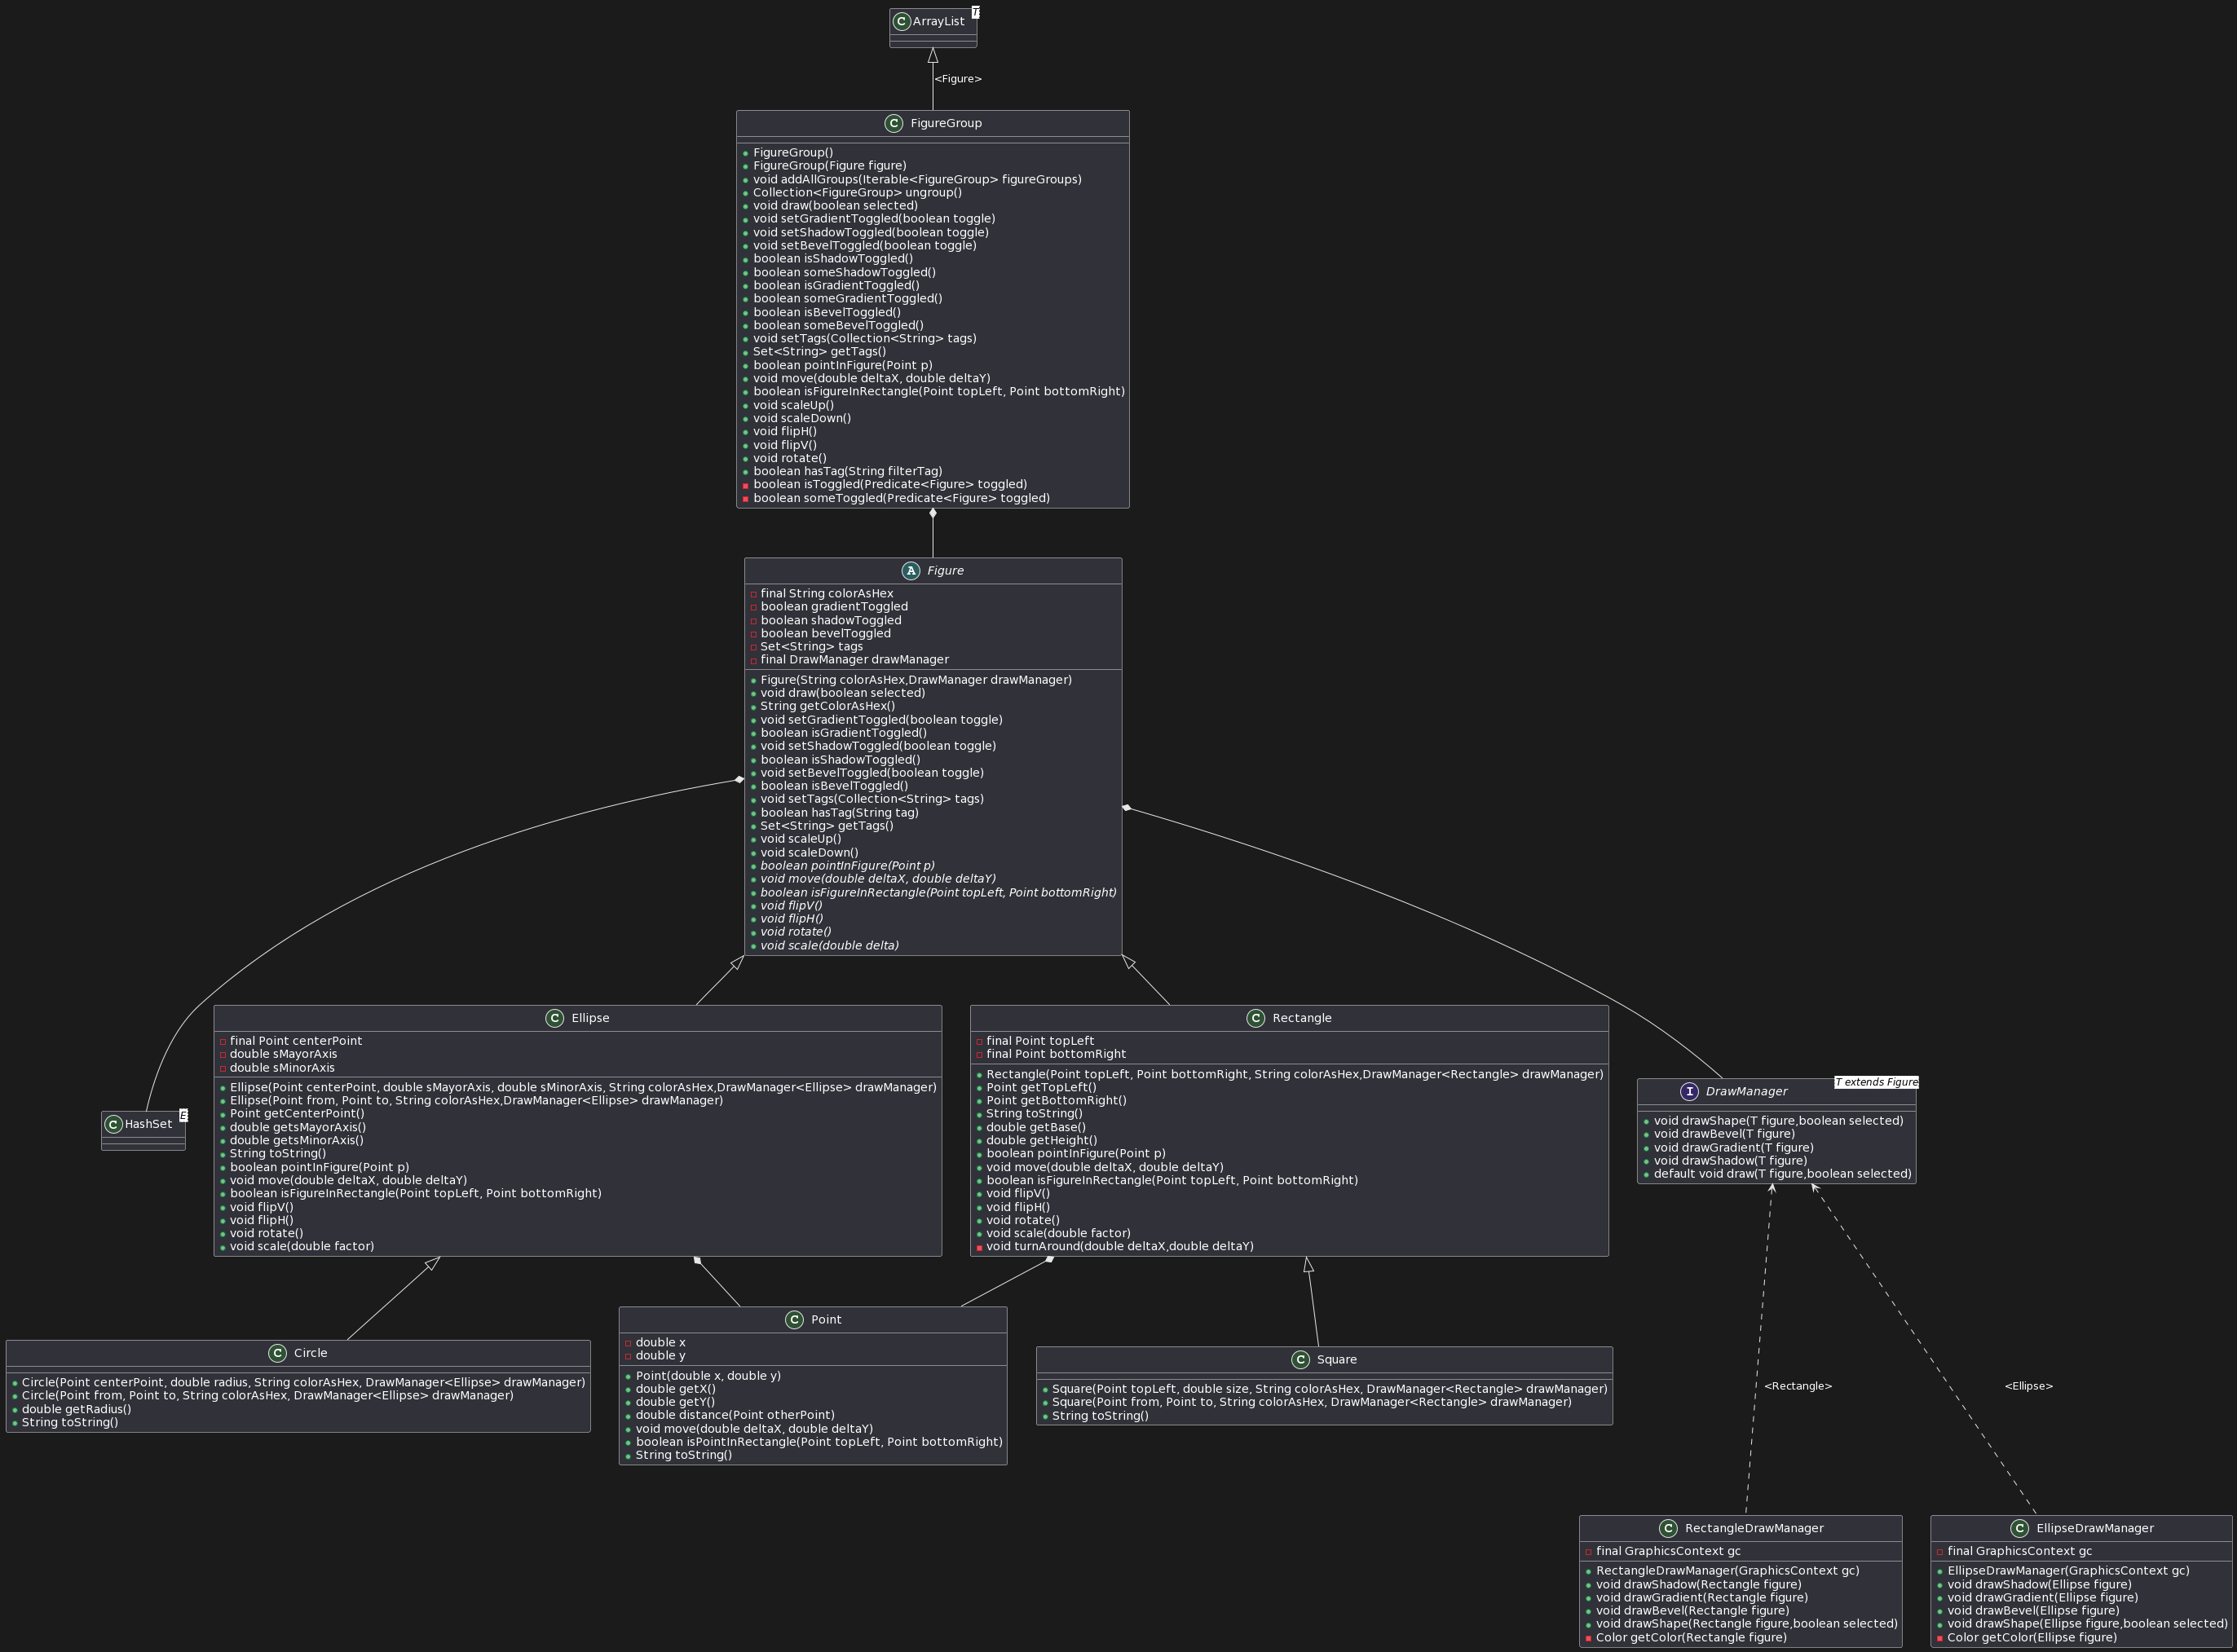 C ArrayList
T
<Figure>
C FigureGroup
FigureGroup()
FigureGroup(Figure figure)
void addAllGroups(Iterable<FigureGroup> figureGroups)
Collection<FigureGroup> ungroup()
void draw(boolean selected)
void setGradientToggled(boolean toggle)
void setShadowToggled(boolean toggle)
void setBevelToggled(boolean toggle)
boolean isShadowToggled()
boolean someShadowToggled()
boolean isGradientToggled()
boolean someGradientToggled()
boolean isBevelToggled()
boolean someBevelToggled()
void setTags(Collection<String> tags)
Set<String> getTags()
boolean pointInFigure(Point p)
void move(double deltaX, double deltaY)
boolean isFigureInRectangle(Point topLeft, Point bottomRight)
void scaleUp()
void scaleDown()
void flipH()
void flipV()
void rotate()
boolean hasTag(String filterTag)
boolean isToggled(Predicate<Figure> toggled)
boolean someToggled(Predicate<Figure> toggled)
A Figure
final String colorAsHex
boolean gradientToggled
boolean shadowToggled
boolean bevelToggled
Set<String> tags
final DrawManager drawManager
Figure(String colorAsHex,DrawManager drawManager)
void draw(boolean selected)
String getColorAsHex()
void setGradientToggled(boolean toggle)
boolean isGradientToggled()
void setShadowToggled(boolean toggle)
boolean isShadowToggled()
void setBevelToggled(boolean toggle)
boolean isBevelToggled()
void setTags(Collection<String> tags)
boolean hasTag(String tag)
Set<String> getTags()
void scaleUp()
void scaleDown()
boolean pointInFigure(Point p)
void move(double deltaX, double deltaY)
boolean isFigureInRectangle(Point topLeft, Point bottomRight)
void flipV()
void flipH()
void rotate()
void scale(double delta)
C HashSet
E
C Ellipse
final Point centerPoint
double sMayorAxis
double sMinorAxis
Ellipse(Point centerPoint, double sMayorAxis, double sMinorAxis, String colorAsHex,DrawManager<Ellipse> drawManager)
Ellipse(Point from, Point to, String colorAsHex,DrawManager<Ellipse> drawManager)
Point getCenterPoint()
double getsMayorAxis()
double getsMinorAxis()
String toString()
boolean pointInFigure(Point p)
void move(double deltaX, double deltaY)
boolean isFigureInRectangle(Point topLeft, Point bottomRight)
void flipV()
void flipH()
void rotate()
void scale(double factor)
C Rectangle
final Point topLeft
final Point bottomRight
Rectangle(Point topLeft, Point bottomRight, String colorAsHex,DrawManager<Rectangle> drawManager)
Point getTopLeft()
Point getBottomRight()
String toString()
double getBase()
double getHeight()
boolean pointInFigure(Point p)
void move(double deltaX, double deltaY)
boolean isFigureInRectangle(Point topLeft, Point bottomRight)
void flipV()
void flipH()
void rotate()
void scale(double factor)
void turnAround(double deltaX,double deltaY)
I DrawManager
T extends Figure
void drawShape(T figure,boolean selected)
void drawBevel(T figure)
void drawGradient(T figure)
void drawShadow(T figure)
default void draw(T figure,boolean selected)
C Circle
Circle(Point centerPoint, double radius, String colorAsHex, DrawManager<Ellipse> drawManager)
Circle(Point from, Point to, String colorAsHex, DrawManager<Ellipse> drawManager)
double getRadius()
String toString()
C Point
double x
double y
Point(double x, double y)
double getX()
double getY()
double distance(Point otherPoint)
void move(double deltaX, double deltaY)
boolean isPointInRectangle(Point topLeft, Point bottomRight)
String toString()
C Square
Square(Point topLeft, double size, String colorAsHex, DrawManager<Rectangle> drawManager)
Square(Point from, Point to, String colorAsHex, DrawManager<Rectangle> drawManager)
String toString()
<Rectangle>
<Ellipse>
C RectangleDrawManager
final GraphicsContext gc
RectangleDrawManager(GraphicsContext gc)
void drawShadow(Rectangle figure)
void drawGradient(Rectangle figure)
void drawBevel(Rectangle figure)
void drawShape(Rectangle figure,boolean selected)
Color getColor(Rectangle figure)
C EllipseDrawManager
final GraphicsContext gc
EllipseDrawManager(GraphicsContext gc)
void drawShadow(Ellipse figure)
void drawGradient(Ellipse figure)
void drawBevel(Ellipse figure)
void drawShape(Ellipse figure,boolean selected)
Color getColor(Ellipse figure)